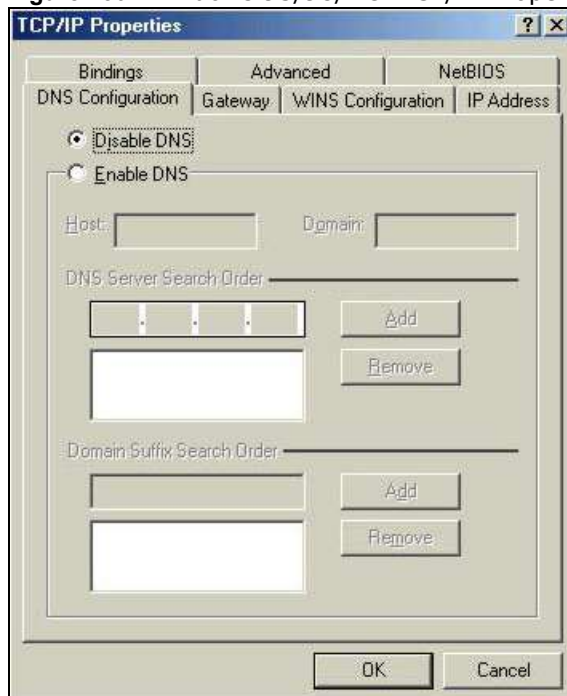 TCP/IP Properties
Bindings Advanced NetBIOS
DNS Configuration Gateway WINS Configuration IP Address
Disable DNS
Enable DNS
Host: Domain:
DNS Server Search Order
Add
Remove
Domain Suffix Search Order
Add
Remove
OK Cancel